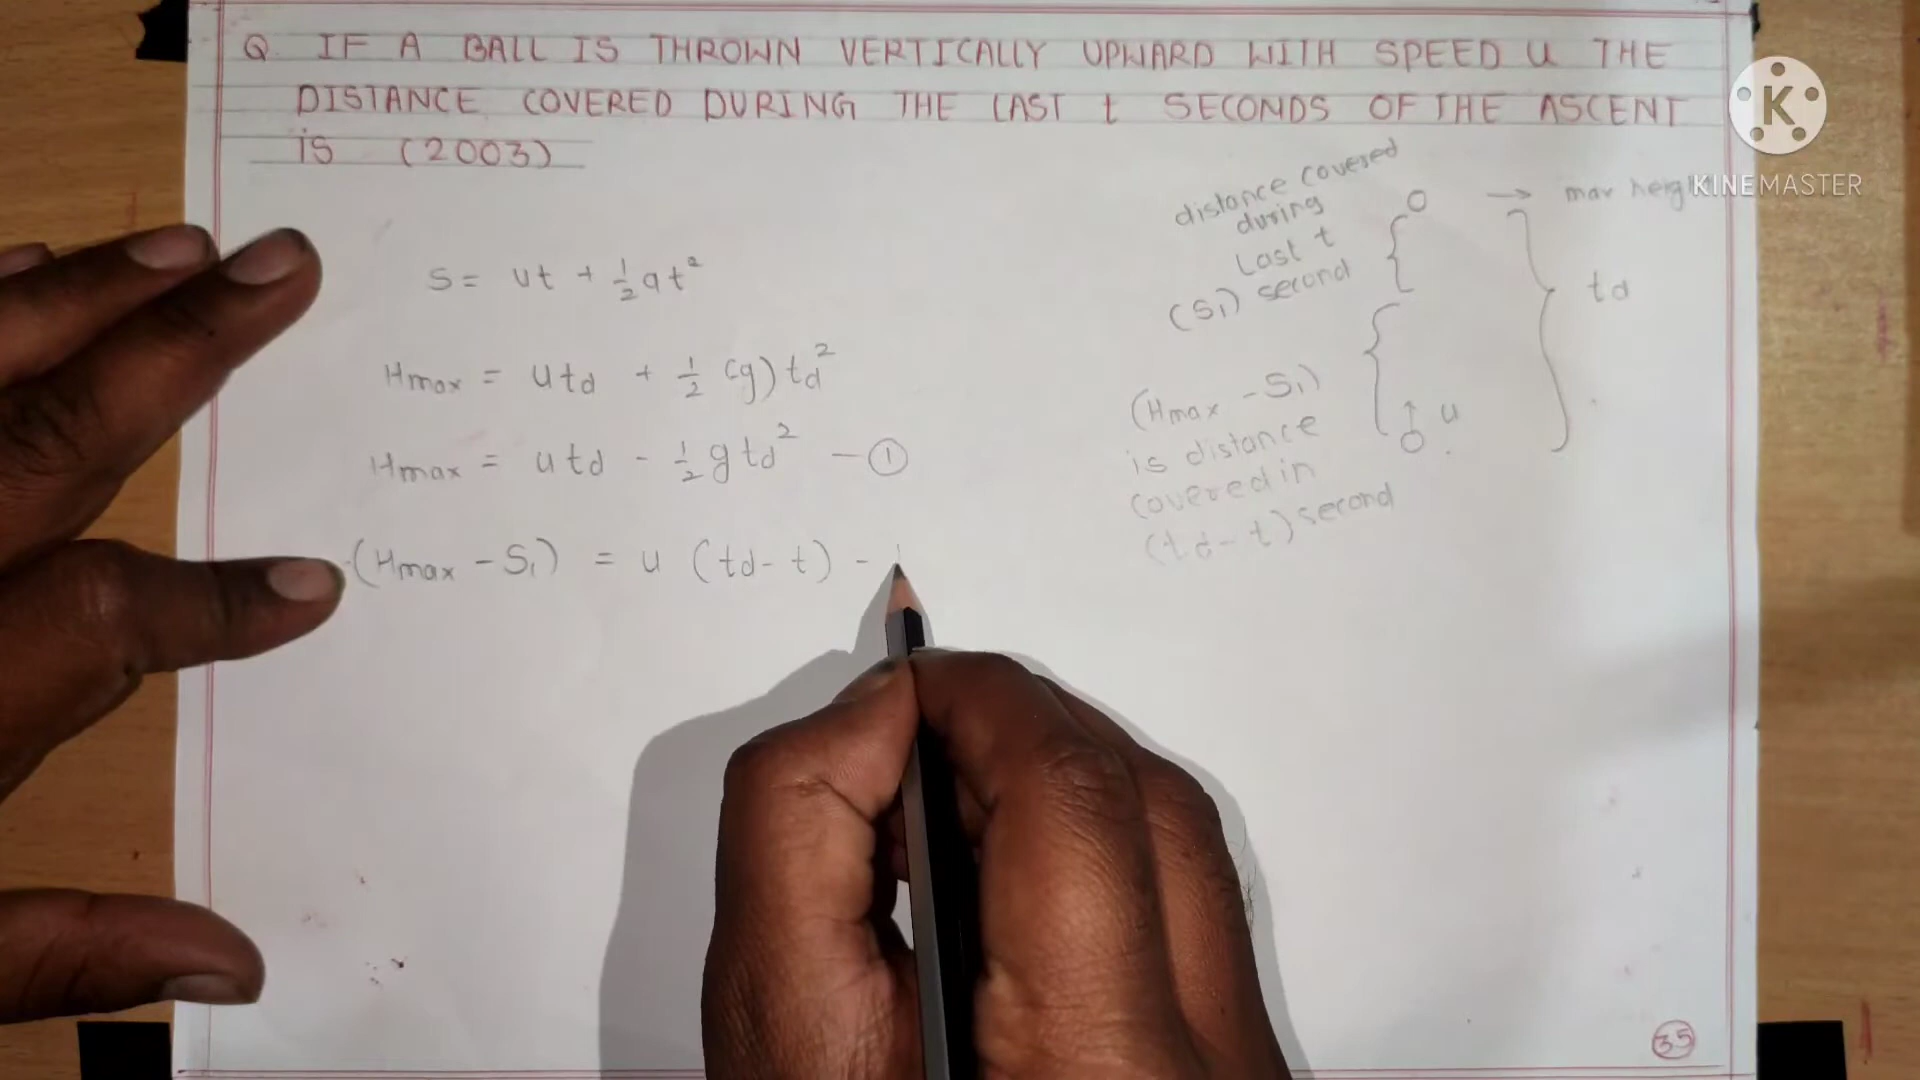 Q. IF A BALL IS THROWN VERTICALLY UPWARD WITH SPEED u THE
DISTANCE COVERED DURING THE LAST t SECONDS OF THE ASCENT
is (2003)
S = ut + 1/2 at²
Hmax = utd + 1/2 (g) td²
Hmax = utd - 1/2 gtd² - ①
(Hmax - S1) = u (td - t) - 1
distance covered
during
Last t
(S1) second
O → max heig
td
(Hmax - S1)
is distance
covered in
(td - t) second
u
K
KINEMASTER
35